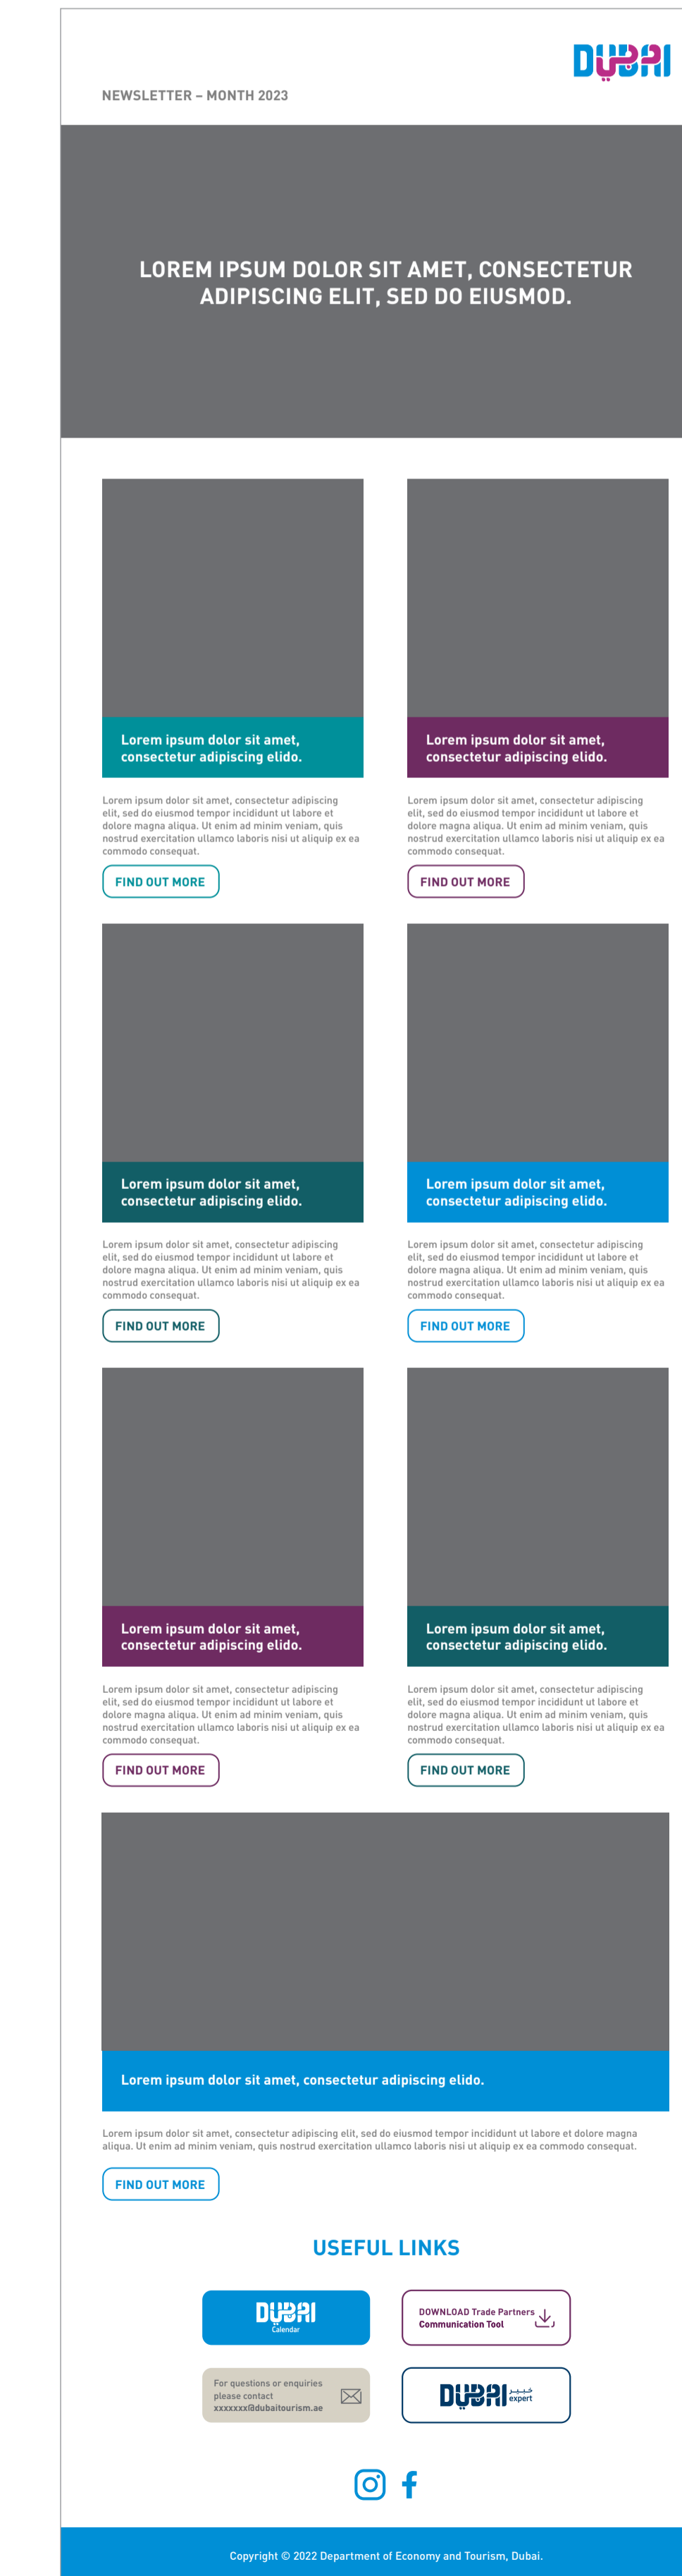 DUBAI
NEWSLETTER – MONTH 2023
LOREM IPSUM DOLOR SIT AMET, CONSECTETUR
ADIPISCING ELIT, SED DO EIUSMOD.
Lorem ipsum dolor sit amet,
consectetur adipiscing elido.
Lorem ipsum dolor sit amet, consectetur adipiscing
elit, sed do eiusmod tempor incididunt ut labore et
dolore magna aliqua. Ut enim ad minim veniam, quis
nostrud exercitation ullamco laboris nisi ut aliquip ex ea
commodo consequat.
FIND OUT MORE
Lorem ipsum dolor sit amet,
consectetur adipiscing elido.
Lorem ipsum dolor sit amet, consectetur adipiscing
elit, sed do eiusmod tempor incididunt ut labore et
dolore magna aliqua. Ut enim ad minim veniam, quis
nostrud exercitation ullamco laboris nisi ut aliquip ex ea
commodo consequat.
FIND OUT MORE
Lorem ipsum dolor sit amet,
consectetur adipiscing elido.
Lorem ipsum dolor sit amet, consectetur adipiscing
elit, sed do eiusmod tempor incididunt ut labore et
dolore magna aliqua. Ut enim ad minim veniam, quis
nostrud exercitation ullamco laboris nisi ut aliquip ex ea
commodo consequat.
FIND OUT MORE
Lorem ipsum dolor sit amet,
consectetur adipiscing elido.
Lorem ipsum dolor sit amet, consectetur adipiscing
elit, sed do eiusmod tempor incididunt ut labore et
dolore magna aliqua. Ut enim ad minim veniam, quis
nostrud exercitation ullamco laboris nisi ut aliquip ex ea
commodo consequat.
FIND OUT MORE
Lorem ipsum dolor sit amet,
consectetur adipiscing elido.
Lorem ipsum dolor sit amet, consectetur adipiscing
elit, sed do eiusmod tempor incididunt ut labore et
dolore magna aliqua. Ut enim ad minim veniam, quis
nostrud exercitation ullamco laboris nisi ut aliquip ex ea
commodo consequat.
FIND OUT MORE
Lorem ipsum dolor sit amet,
consectetur adipiscing elido.
Lorem ipsum dolor sit amet, consectetur adipiscing
elit, sed do eiusmod tempor incididunt ut labore et
dolore magna aliqua. Ut enim ad minim veniam, quis
nostrud exercitation ullamco laboris nisi ut aliquip ex ea
commodo consequat.
FIND OUT MORE
Lorem ipsum dolor sit amet, consectetur adipiscing elido.
Lorem ipsum dolor sit amet, consectetur adipiscing elit, sed do eiusmod tempor incididunt ut labore et dolore magna
aliqua. Ut enim ad minim veniam, quis nostrud exercitation ullamco laboris nisi ut aliquip ex ea commodo consequat.
FIND OUT MORE
USEFUL LINKS
DUBAI
Calendar
DOWNLOAD Trade Partners
Communication Tool
For questions or enquiries
please contact
xxxxxxx@dubaitourism.ae
DUBAI خبير
expert
Copyright © 2022 Department of Economy and Tourism, Dubai.